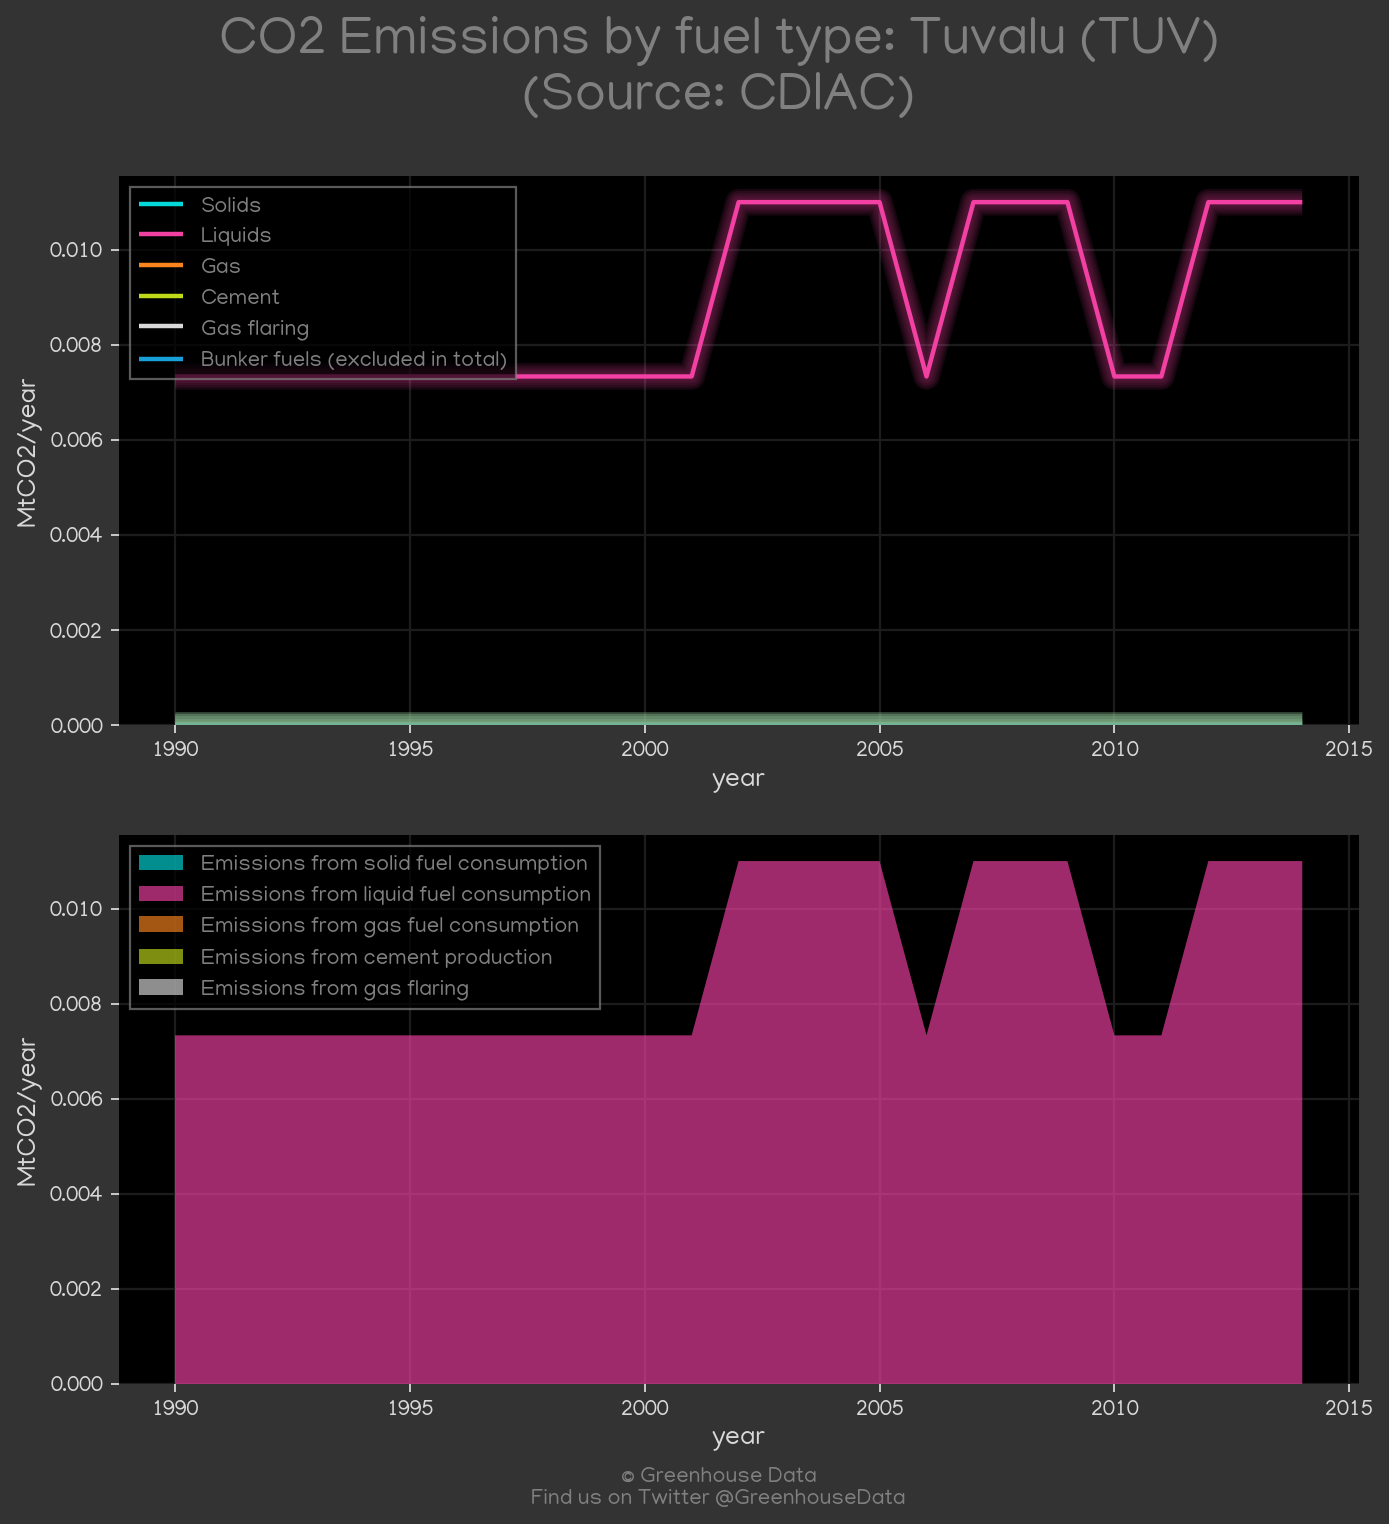 CO2 Emissions by fuel type: Tuvalu (TUV)
(Source: CDIAC)
Solids
Liquids
Gas
Cement
Gas flaring
Bunker fuels (excluded in total)
0.010
0.008
0.006
0.004
0.002
0.000
MtCO2/year
1990 1995 2000 2005 2010 2015
year
Emissions from solid fuel consumption
Emissions from liquid fuel consumption
Emissions from gas fuel consumption
Emissions from cement production
Emissions from gas flaring
0.010
0.008
0.006
0.004
0.002
0.000
MtCO2/year
1990 1995 2000 2005 2010 2015
year
© Greenhouse Data
Find us on Twitter @GreenhouseData